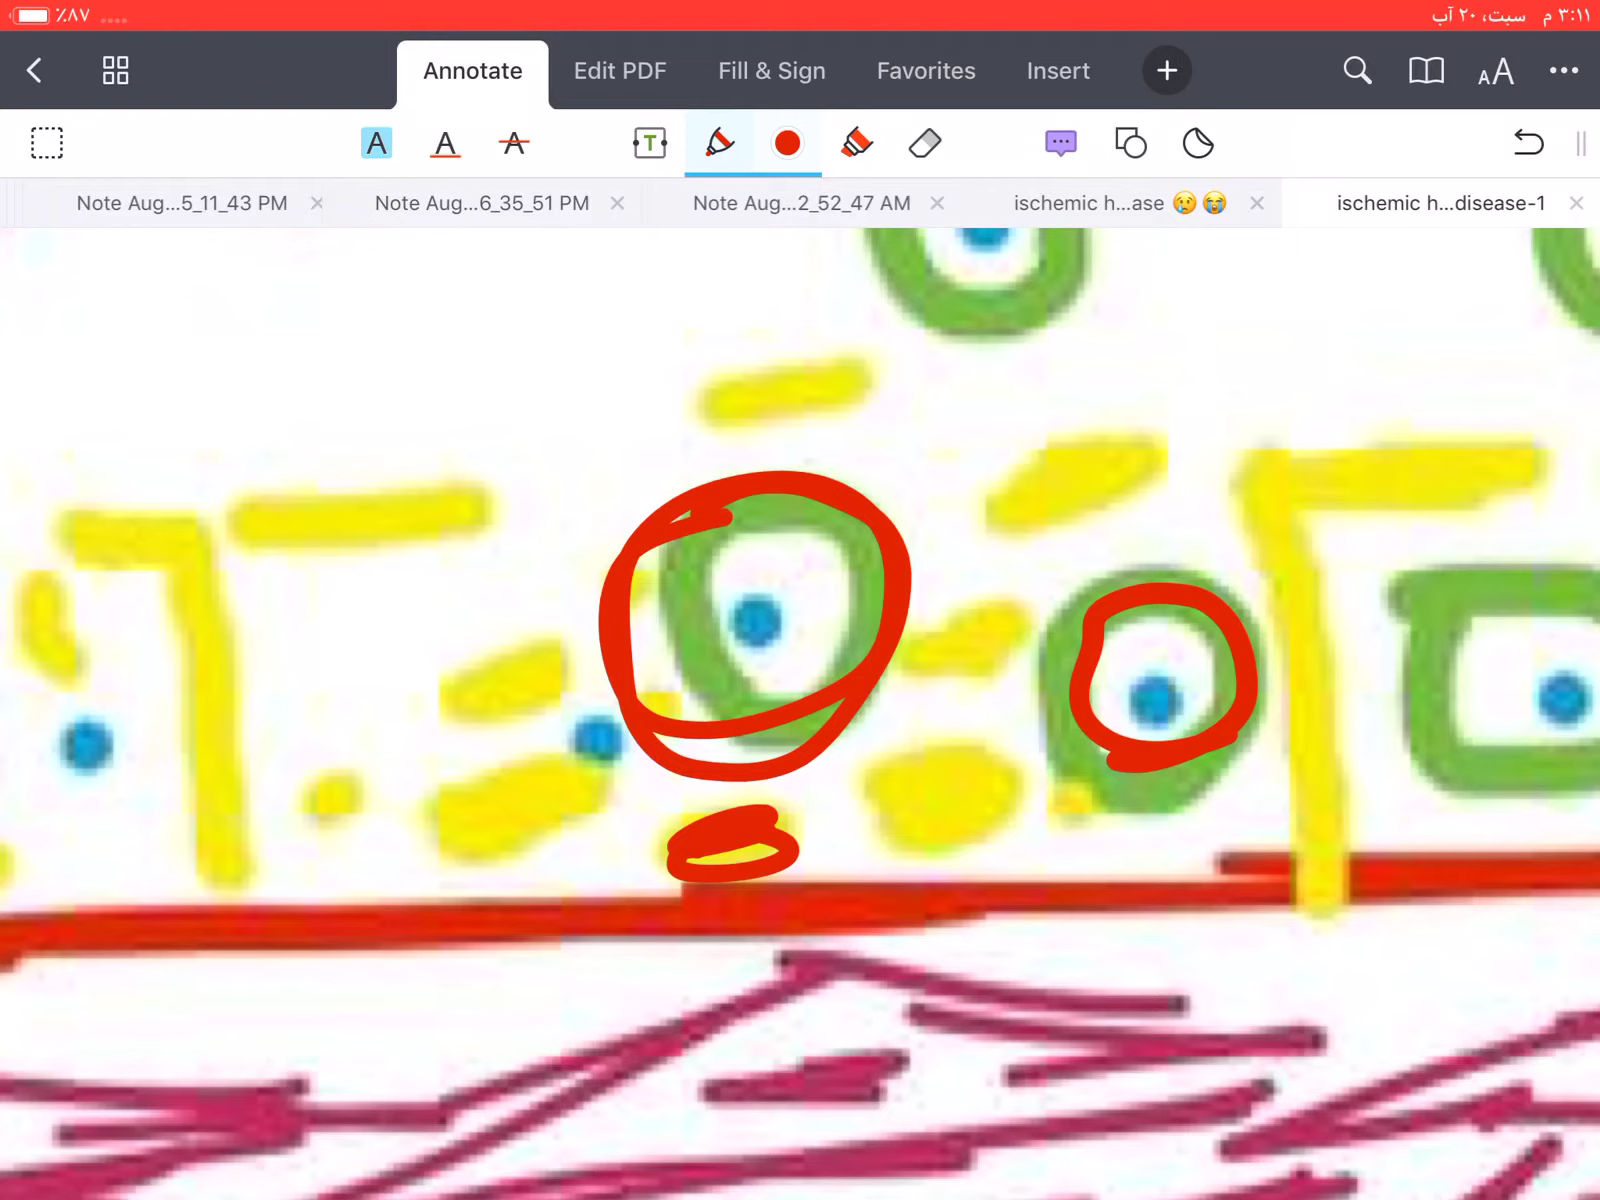 ٪٨٧ سبت، ٢٠ آب ٣:١١ م
Annotate Edit PDF Fill & Sign Favorites Insert AA
A A A T
Note Aug...5_11_43 PM Note Aug...6_35_51 PM Note Aug...2_52_47 AM ischemic h...ase 😢 😭 ischemic h...disease-1